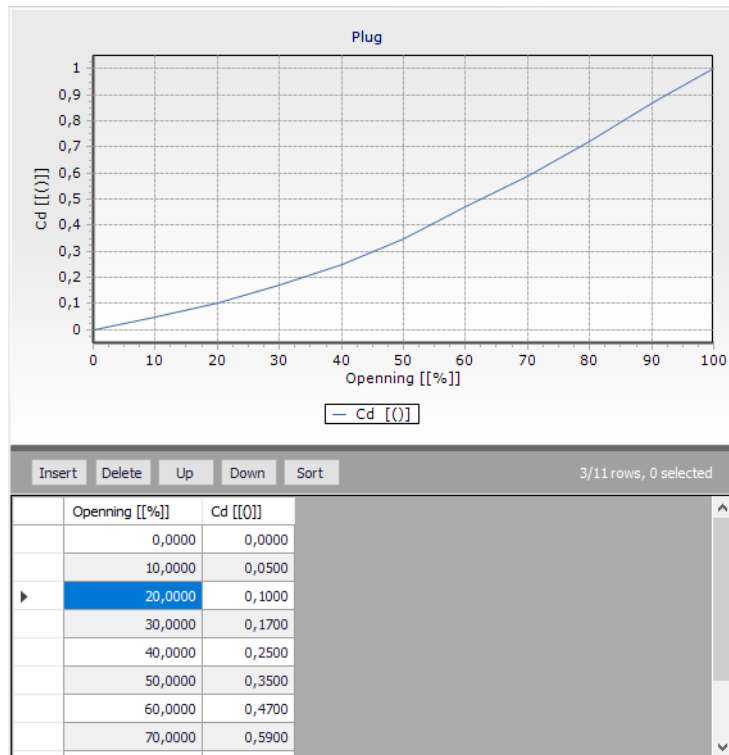 Plug
1
0,9
0,8
0,7
0,6
0,5
0,4
0,3
0,2
0,1
0
Cd [[()]
0 10 20 30 40 50 60 70 80 90 100
Openning [[%]]
Cd [()]
Insert Delete Up Down Sort 3/11 rows, 0 selected
Openning [[%]] Cd [[()]]
0,0000 0,0000
10,0000 0,0500
20,0000 0,1000
30,0000 0,1700
40,0000 0,2500
50,0000 0,3500
60,0000 0,4700
70,0000 0,5900